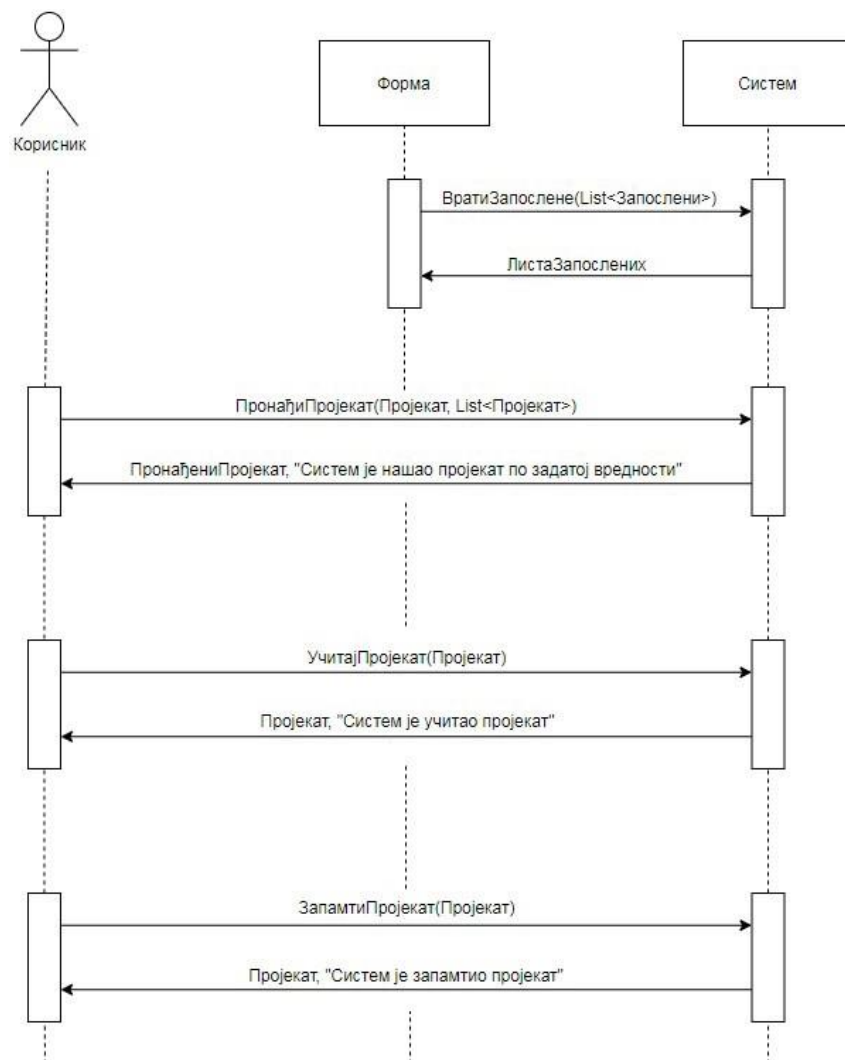 Форма
Систем
Корисник
ВратиЗапослене(List<Запослени>)
ЛистаЗапослених
ПронађиПројекат(Пројекат, List<Пројекат>)
ПронађениПројекат, "Систем је нашао пројекат по задатој вредности"
УчитајПројекат(Пројекат)
Пројекат, "Систем је учитао пројекат"
ЗапамтиПројекат(Пројекат)
Пројекат, "Систем је запамтио пројекат"